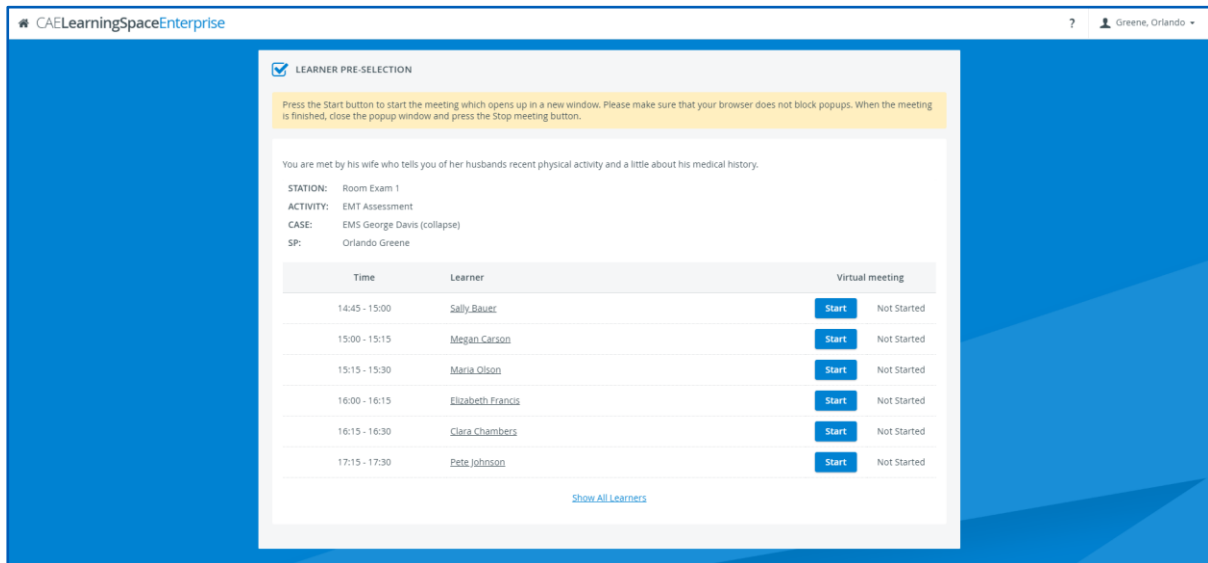 CAELearningSpaceEnterprise
? Greene, Orlando
LEARNER PRE-SELECTION
Press the Start button to start the meeting which opens up in a new window. Please make sure that your browser does not block popups. When the meeting
is finished, close the popup window and press the Stop meeting button.
You are met by his wife who tells you of her husbands recent physical activity and a little about his medical history.
STATION: Room Exam 1
ACTIVITY: EMT Assessment
CASE: EMS George Davis (collapse)
SP: Orlando Greene
Time Learner Virtual meeting
14:45 - 15:00 Sally Bauer Start Not Started
15:00 - 15:15 Megan Carson Start Not Started
15:15 - 15:30 Maria Olson Start Not Started
16:00 - 16:15 Elizabeth Francis Start Not Started
16:15 - 16:30 Clara Chambers Start Not Started
17:15 - 17:30 Pete Johnson Start Not Started
Show All Learners